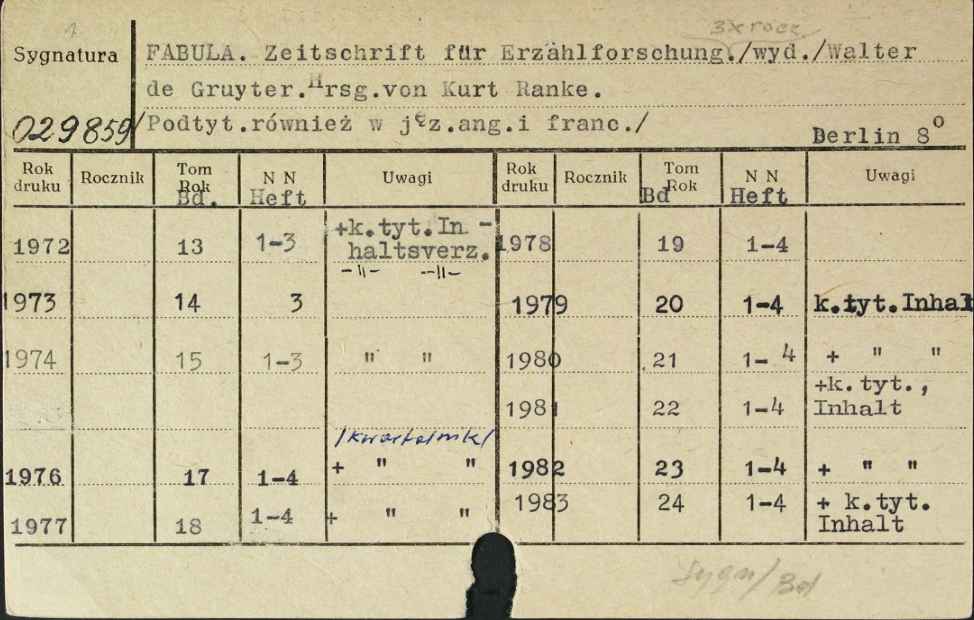 3x rocz.
Sygnatura FABULA. Zeitschrift für Erzählforschung./wyd./Walter
de Gruyter.Hrsg.von Kurt Ranke.
029859 /Podtyt.również w jęz.ang.i franc./
Berlin 8°
Rok druku Rocznik Tom Rok Bd. N N Heft Uwagi
1972 13 1-3 +k.tyt.In-
haltsverz.
1973 14 3 -"- -"-
1974 15 1-3 " "
/kwartalnik/
1976 17 1-4 + " "
1977 18 1-4 + " "
Rok druku Rocznik Tom Rok Bd N N Heft Uwagi
1978 19 1-4
1979 20 1-4 k.tyt.Inhalt
1980 21 1-4 + " "
1981 22 1-4 +k.tyt.,
Inhalt
1982 23 1-4 + " "
1983 24 1-4 + k.tyt.
Inhalt
Sygn/Bd